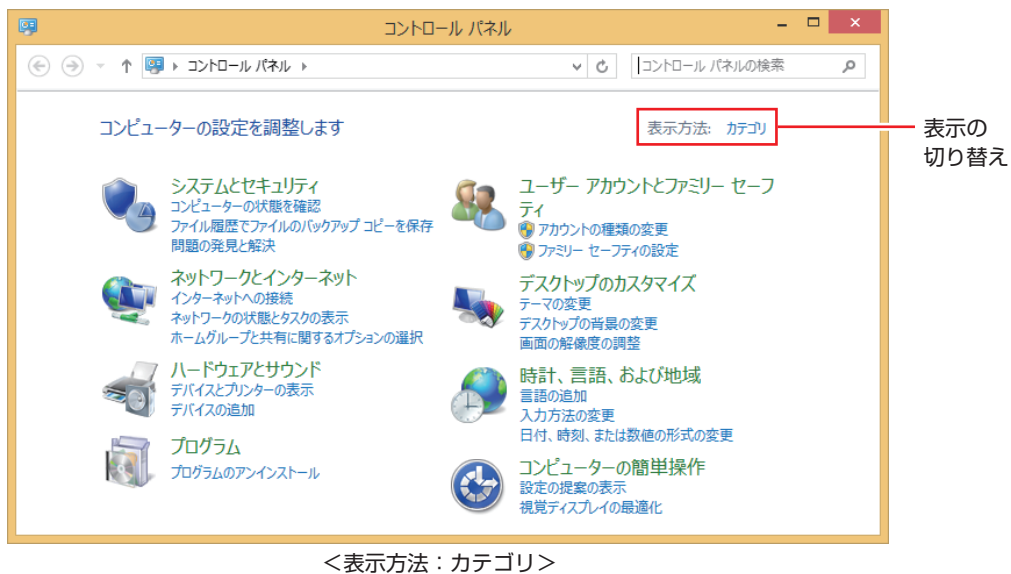 コントロール パネル
コントロール パネル
コントロール パネルの検索
コンピューターの設定を調整します
表示方法: カテゴリ
表示の
切り替え
システムとセキュリティ
コンピューターの状態を確認
ファイル履歴でファイルのバックアップ コピーを保存
問題の発見と解決
ネットワークとインターネット
インターネットへの接続
ネットワークの状態とタスクの表示
ホームグループと共有に関するオプションの選択
ハードウェアとサウンド
デバイスとプリンターの表示
デバイスの追加
プログラム
プログラムのアンインストール
ユーザー アカウントとファミリー セーフ
ティ
アカウントの種類の変更
ファミリー セーフティの設定
デスクトップのカスタマイズ
テーマの変更
デスクトップの背景の変更
画面の解像度の調整
時計、言語、および地域
言語の追加
入力方法の変更
日付、時刻、または数値の形式の変更
コンピューターの簡単操作
設定の提案の表示
視覚ディスプレイの最適化
＜表示方法：カテゴリ＞